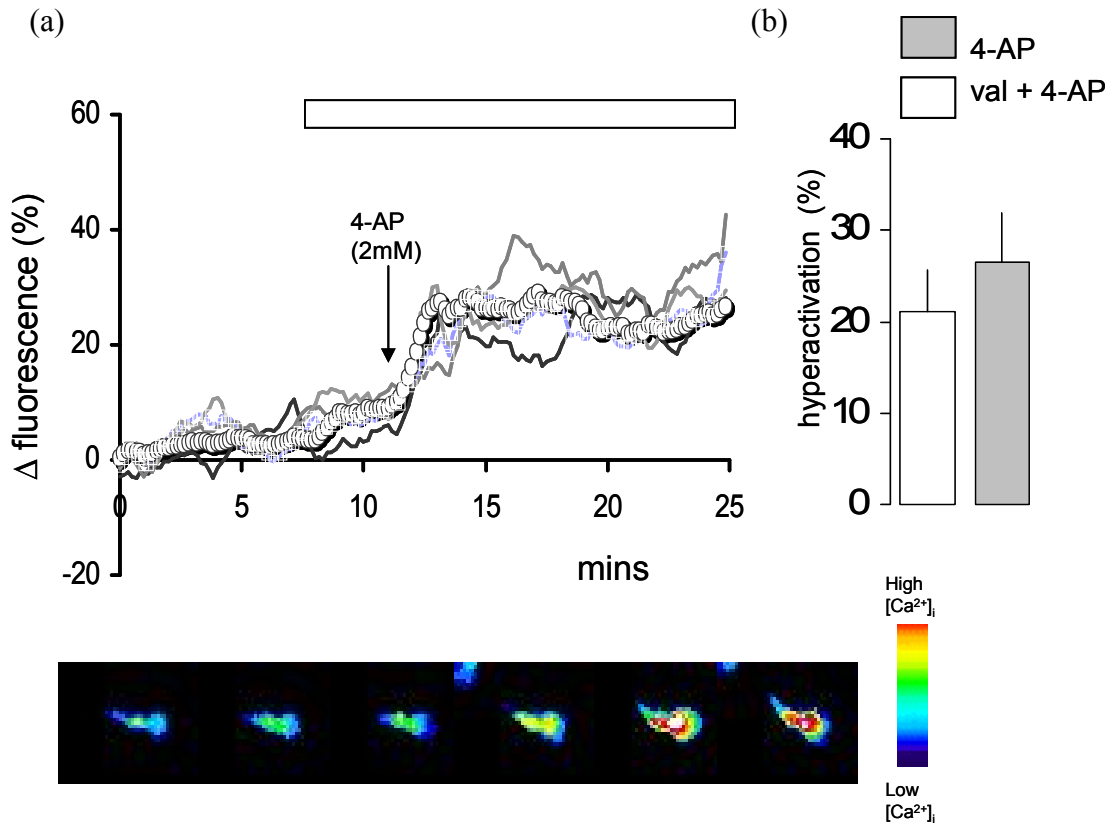 (a)
60
40
20
0
-20
Δ fluorescence (%)
4-AP
(2mM)
0 5 10 15 20 25
mins
(b)
4-AP
val + 4-AP
40
30
20
10
0
hyperactivation (%)
High
[Ca²⁺]ᵢ
Low
[Ca²⁺]ᵢ